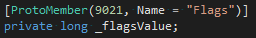 [ProtoMember(9021, Name = "Flags")]
private long _flagsValue;